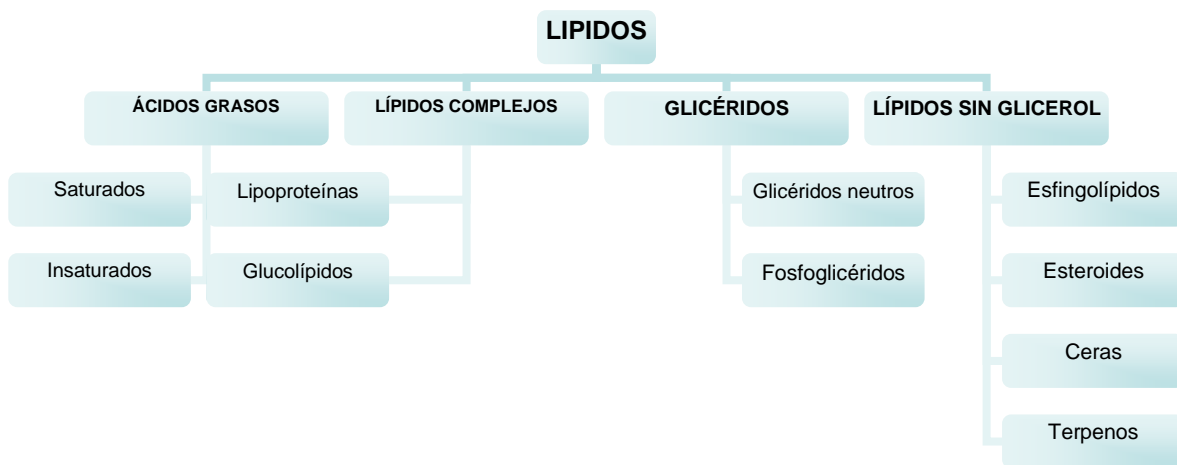 LIPIDOS
ÁCIDOS GRASOS
LÍPIDOS COMPLEJOS
GLICÉRIDOS
LÍPIDOS SIN GLICEROL
Saturados
Lipoproteínas
Glicéridos neutros
Esfingolípidos
Insaturados
Glucolípidos
Fosfoglicéridos
Esteroides
Ceras
Terpenos